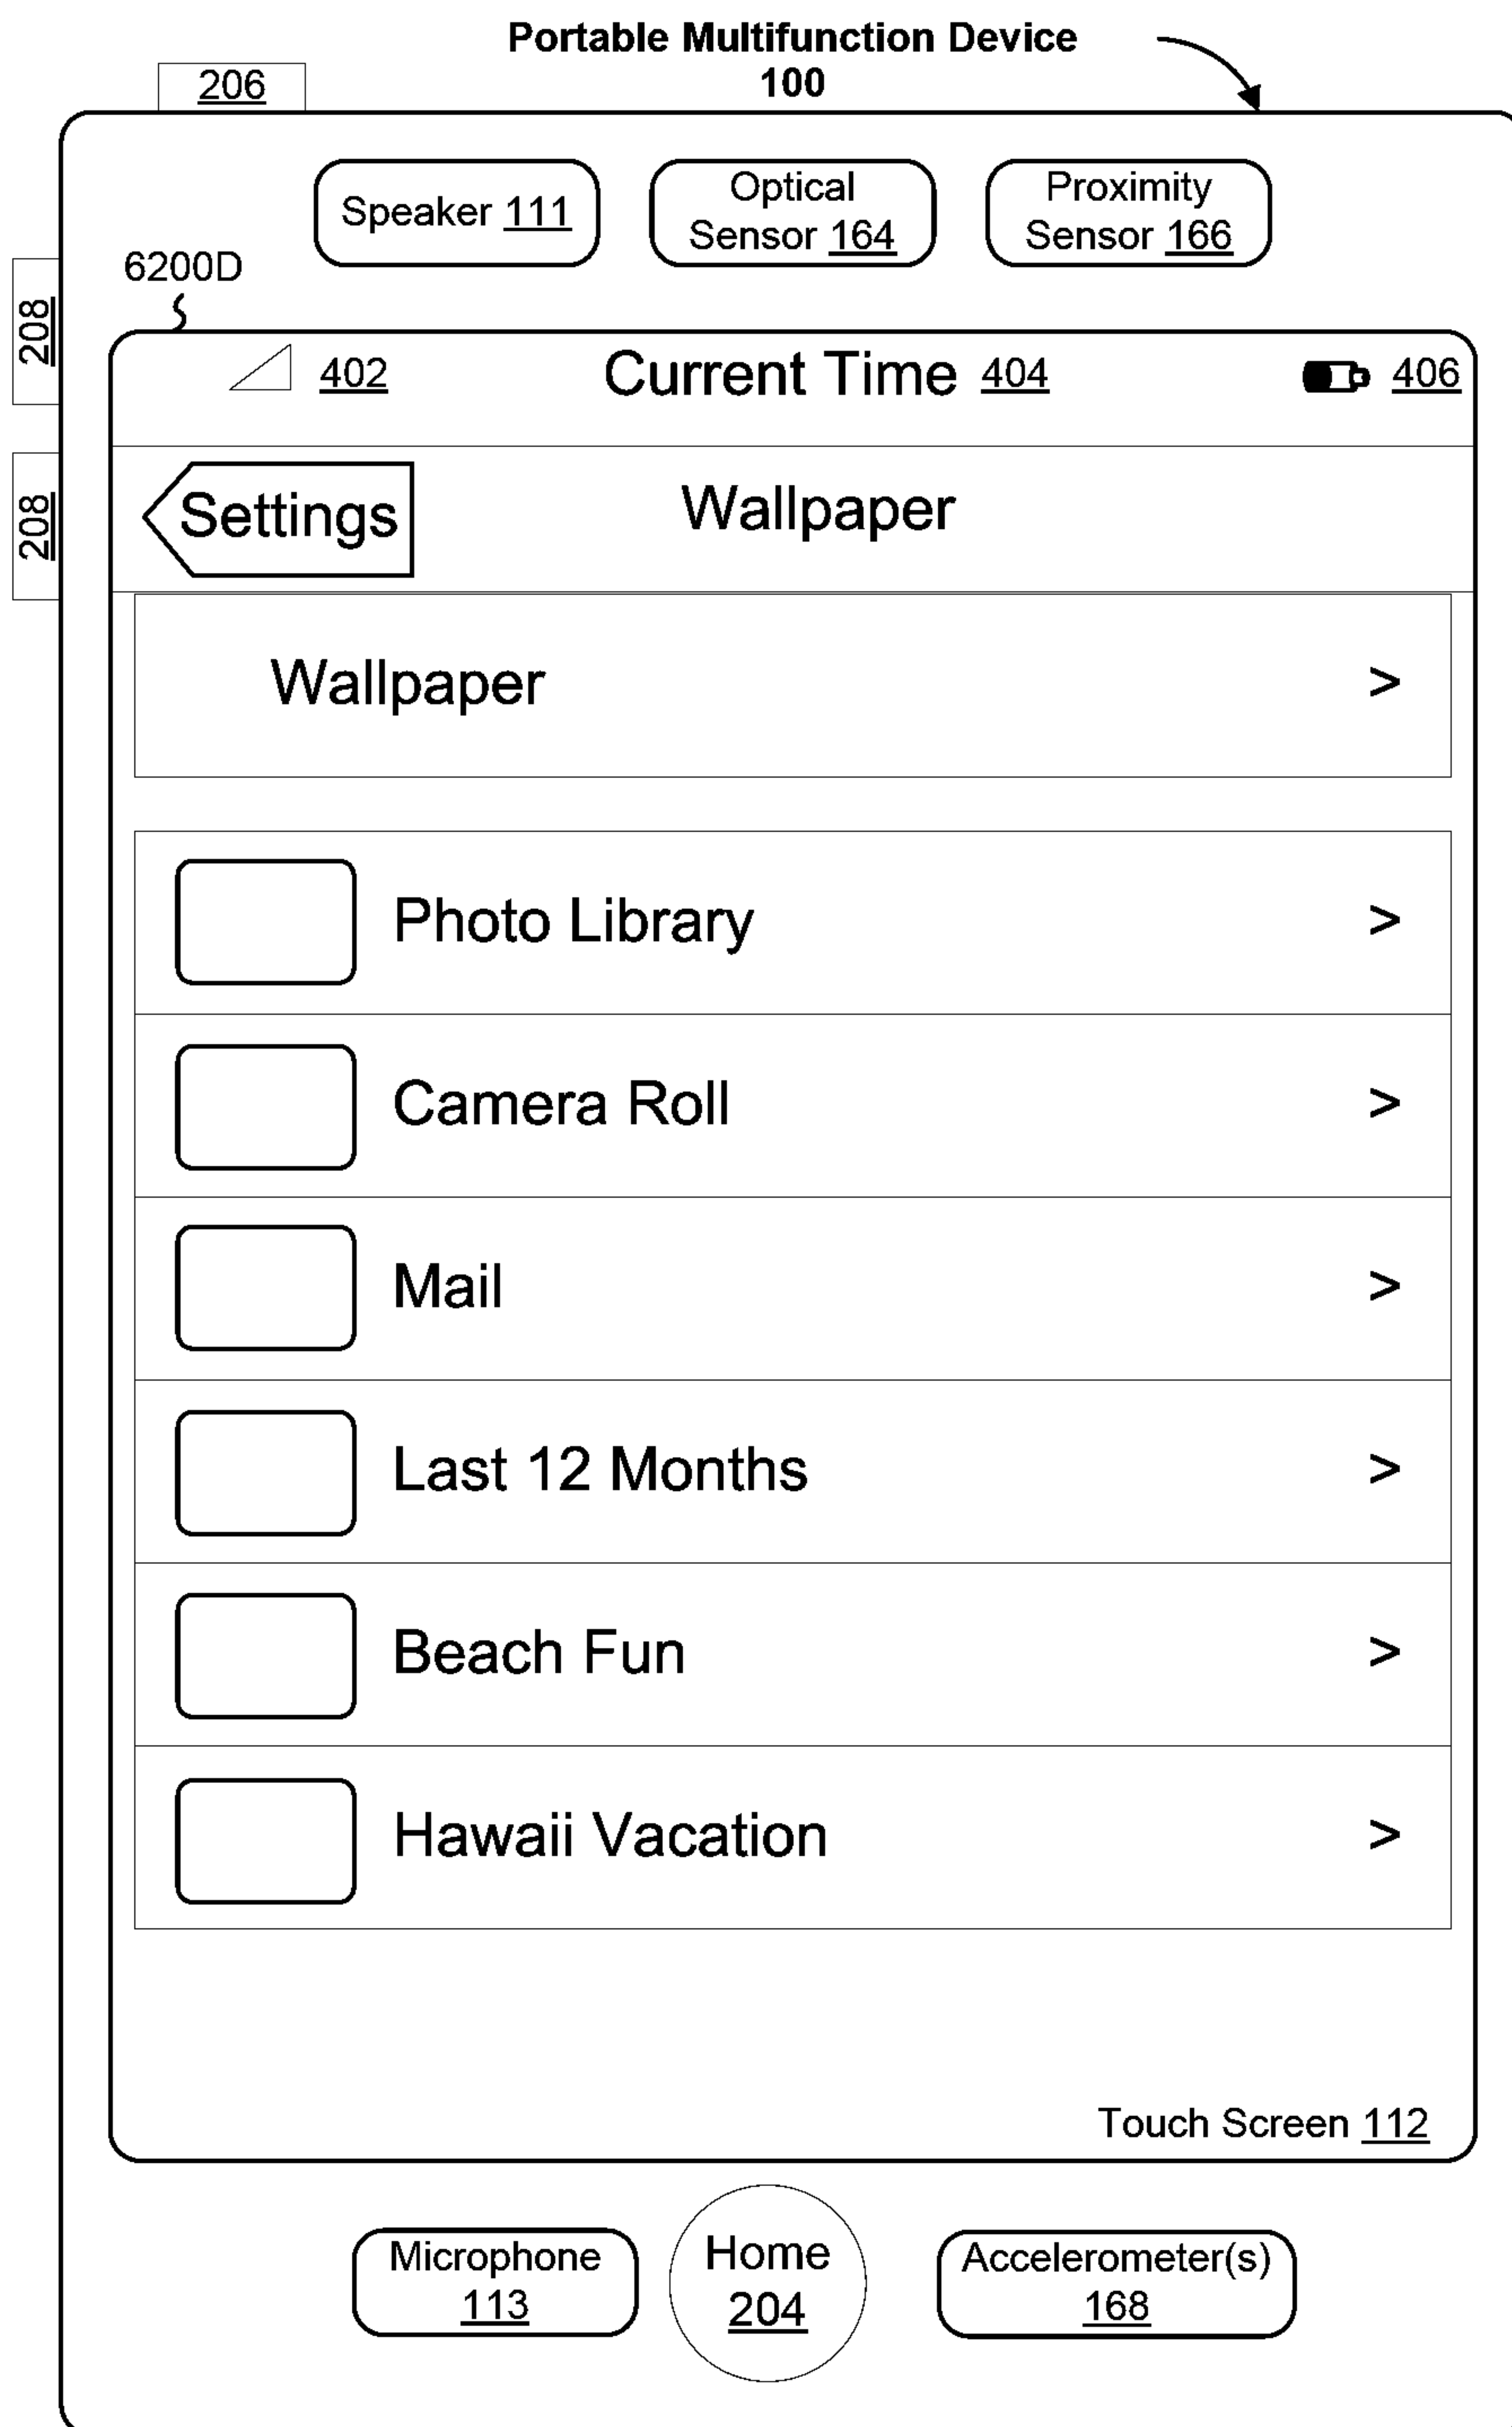 Portable Multifunction Device
100
206
Speaker 111
Optical
Sensor 164
Proximity
Sensor 166
6200D
208
208
402
Current Time 404
406
Settings
Wallpaper
Wallpaper >
Photo Library >
Camera Roll >
Mail >
Last 12 Months >
Beach Fun >
Hawaii Vacation >
Touch Screen 112
Microphone
113
Home
204
Accelerometer(s)
168